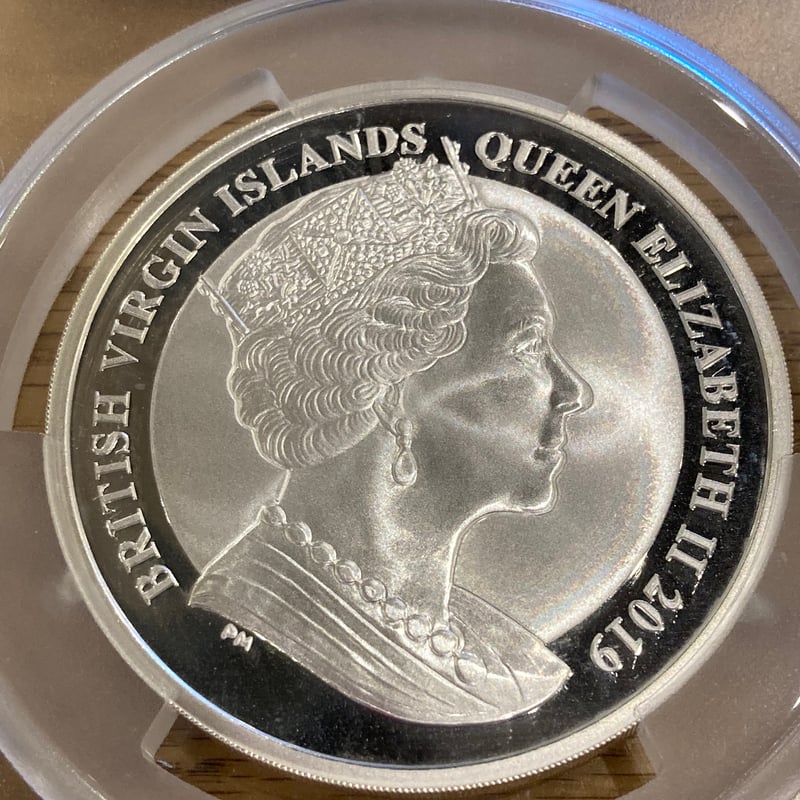 BRITISH VIRGIN ISLANDS QUEEN ELIZABETH II 2019
PM